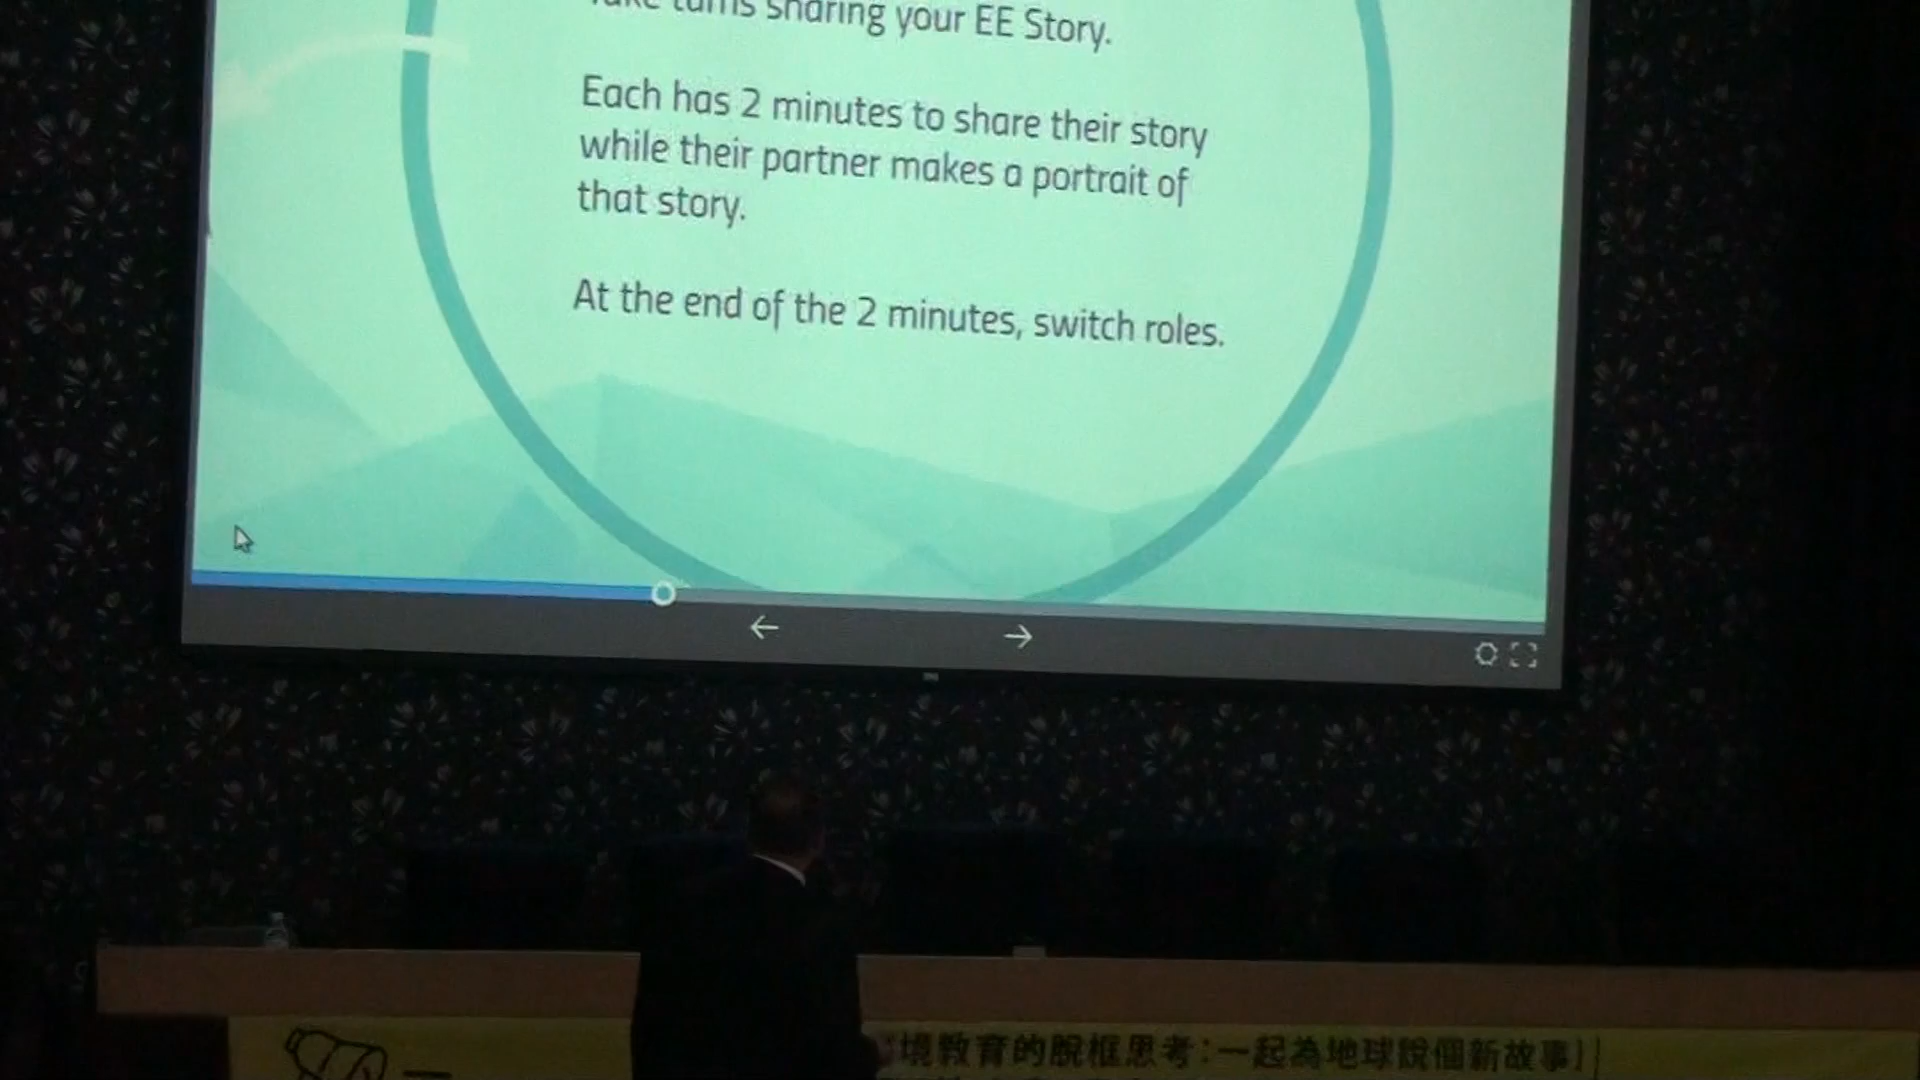 Take turns sharing your EE Story.
Each has 2 minutes to share their story
while their partner makes a portrait of
that story.
At the end of the 2 minutes, switch roles.
境教育的脫框思考：一起為地球說個新故事】